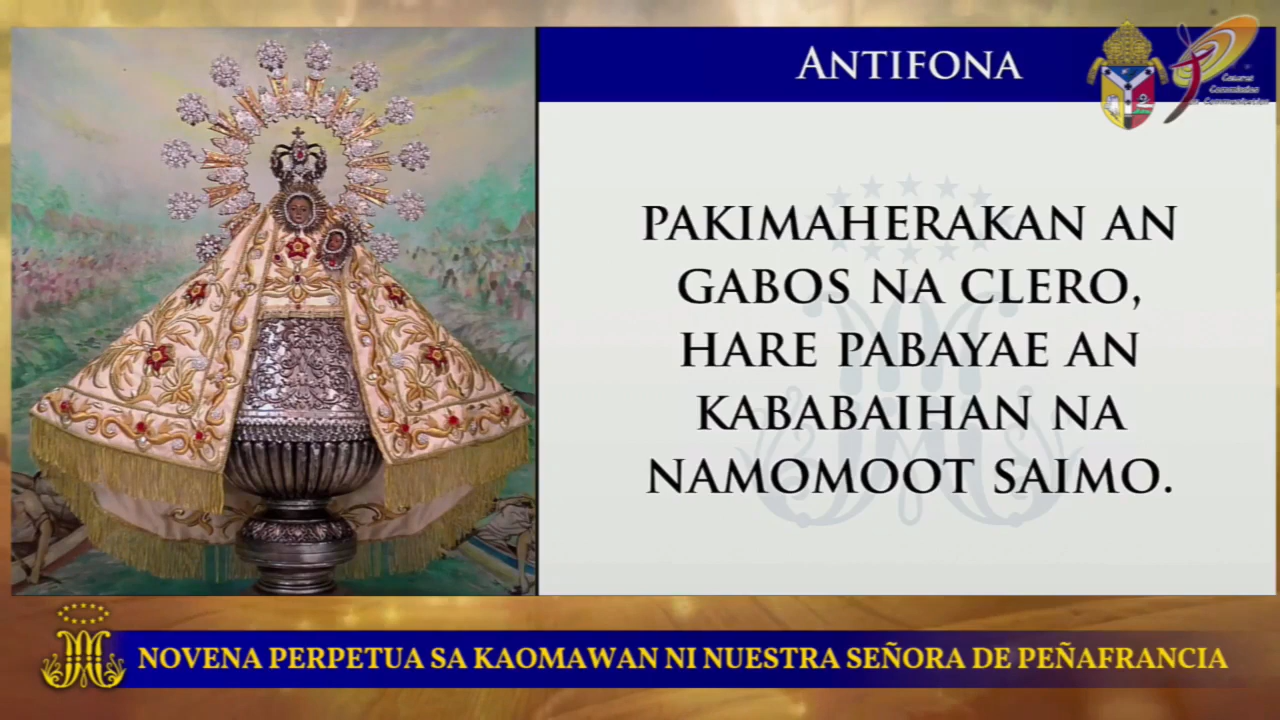 ANTIFONA
PAKIMAHERAKAN AN
GABOS NA CLERO,
HARE PABAYAE AN
KABABAIHAN NA
NAMOMOOT SAIMO.
NOVENA PERPETUA SA KAOMAWAN NI NUESTRA SEÑORA DE PEÑAFRANCIA